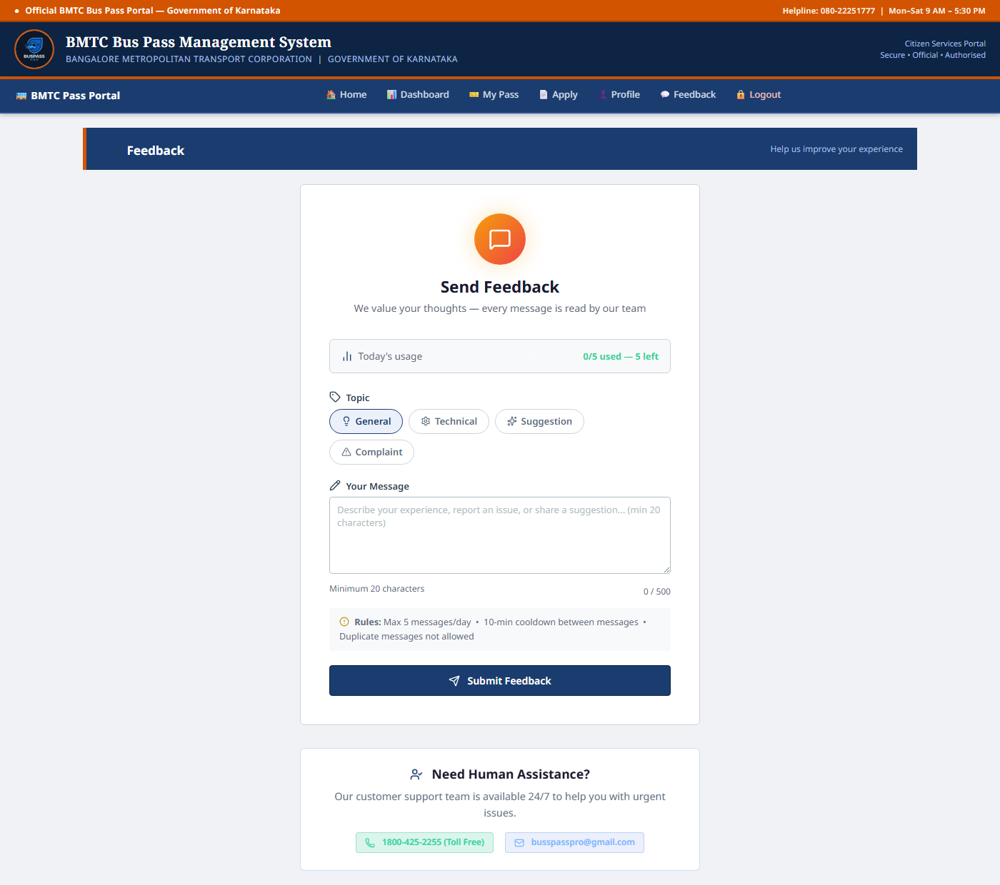 Official BMTC Bus Pass Portal — Government of Karnataka
Helpline: 080-22251777 | Mon–Sat 9 AM – 5:30 PM
BUSPASS
PRO
BMTC Bus Pass Management System
BANGALORE METROPOLITAN TRANSPORT CORPORATION | GOVERNMENT OF KARNATAKA
Citizen Services Portal
Secure • Official • Authorised
BMTC Pass Portal
Home
Dashboard
My Pass
Apply
Profile
Feedback
Logout
Feedback
Help us improve your experience
Send Feedback
We value your thoughts — every message is read by our team
Today's usage
0/5 used — 5 left
Topic
General
Technical
Suggestion
Complaint
Your Message
Describe your experience, report an issue, or share a suggestion... (min 20
characters)
Minimum 20 characters
0 / 500
Rules: Max 5 messages/day • 10-min cooldown between messages •
Duplicate messages not allowed
Submit Feedback
Need Human Assistance?
Our customer support team is available 24/7 to help you with urgent
issues.
1800-425-2255 (Toll Free)
busspasspro@gmail.com